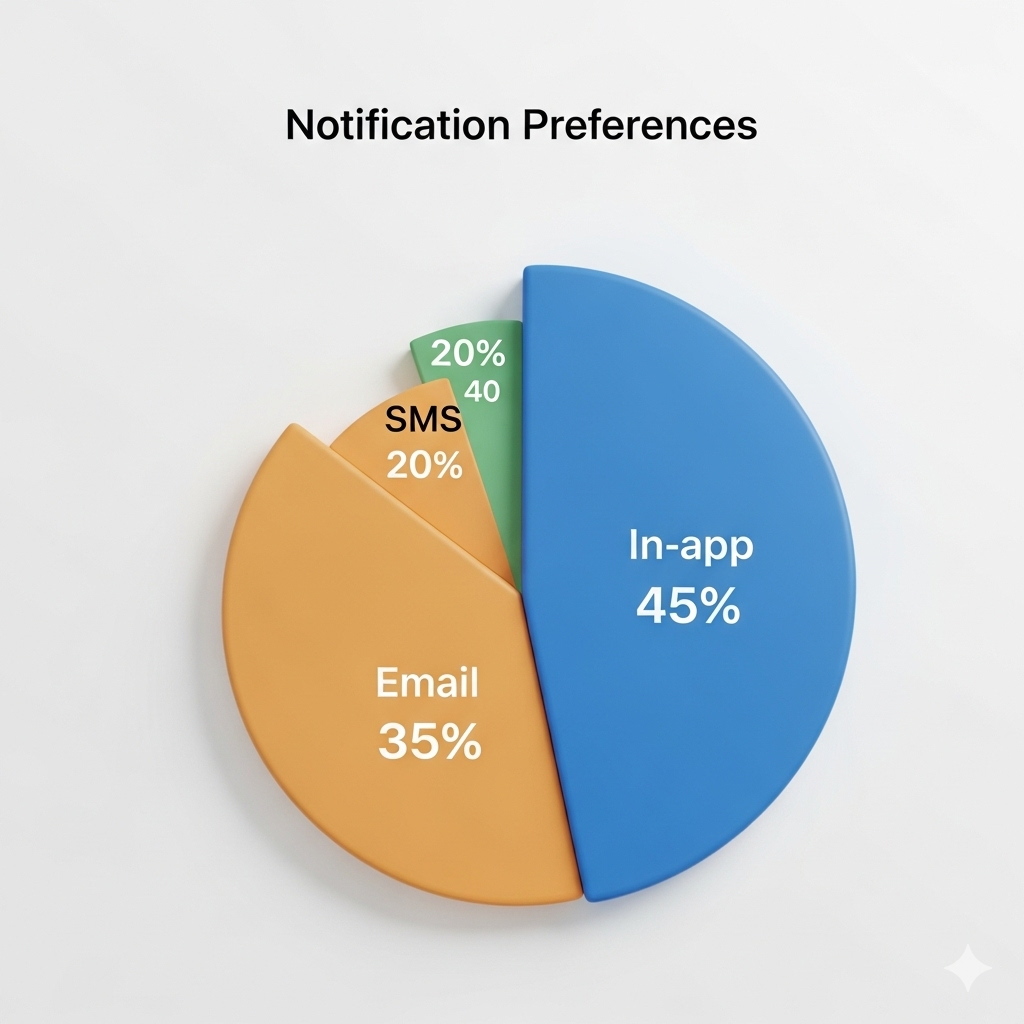 Notification Preferences
20%
40
SMS
20%
In-app
45%
Email
35%